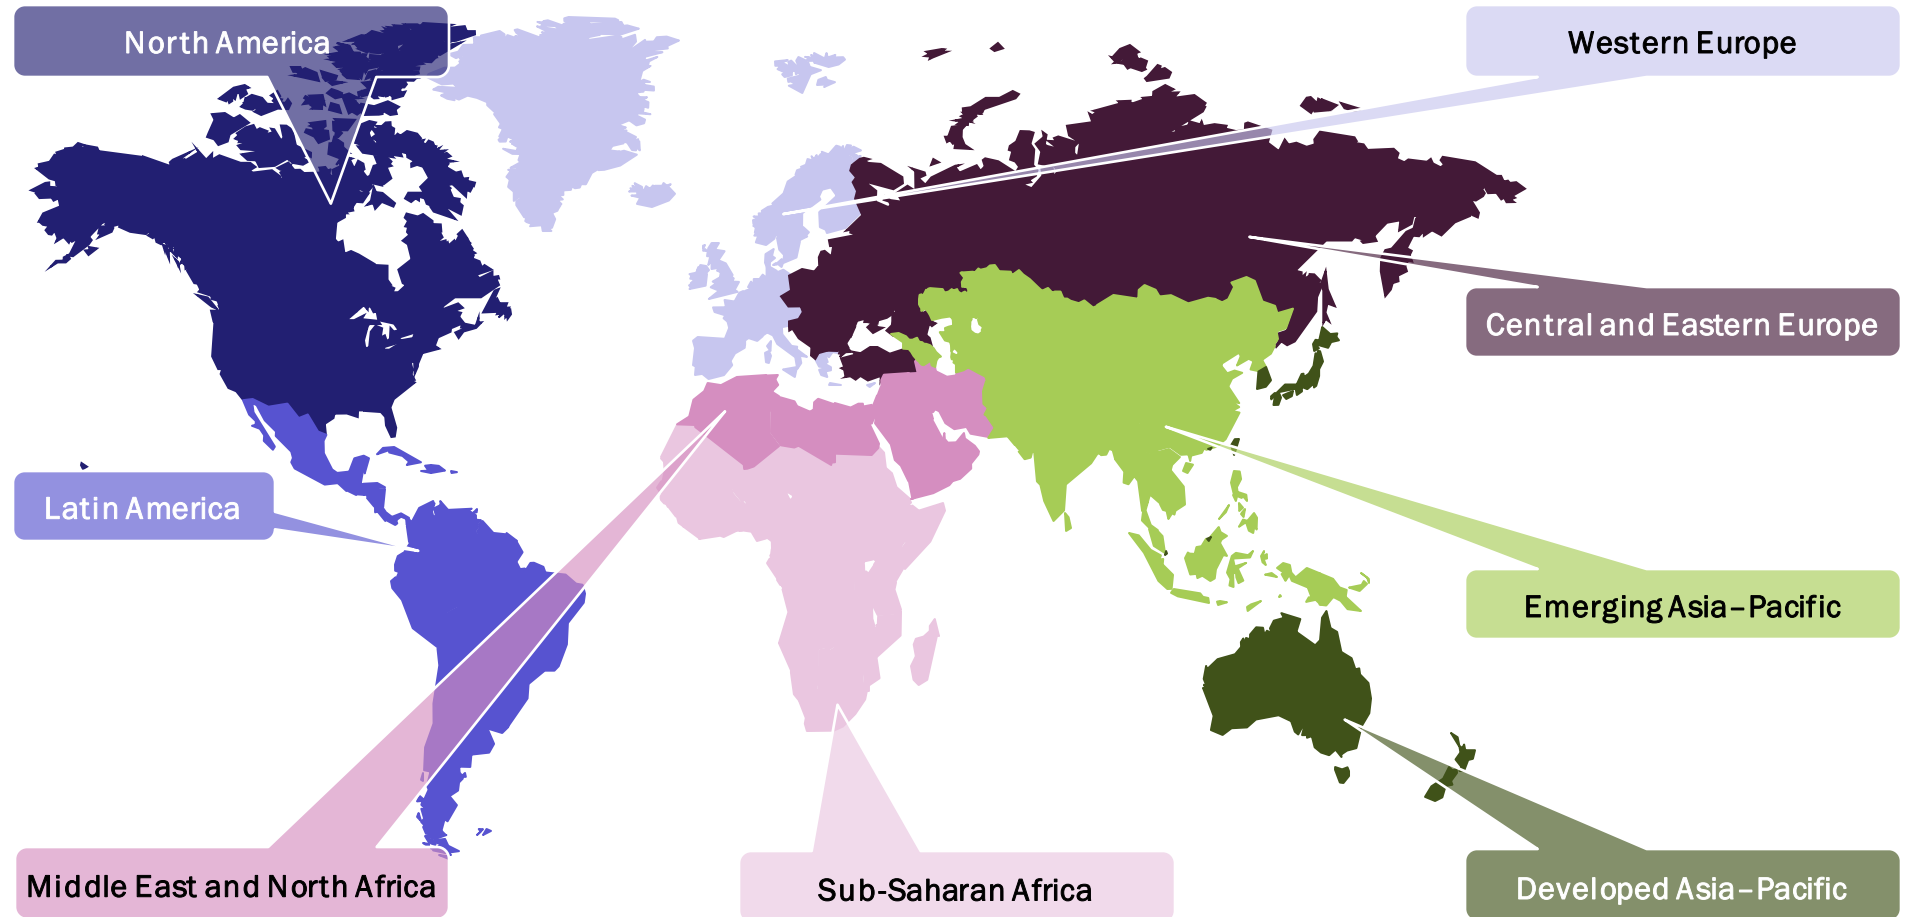 North America
Western Europe
Central and Eastern Europe
Latin America
Emerging Asia–Pacific
Middle East and North Africa
Sub-Saharan Africa
Developed Asia–Pacific